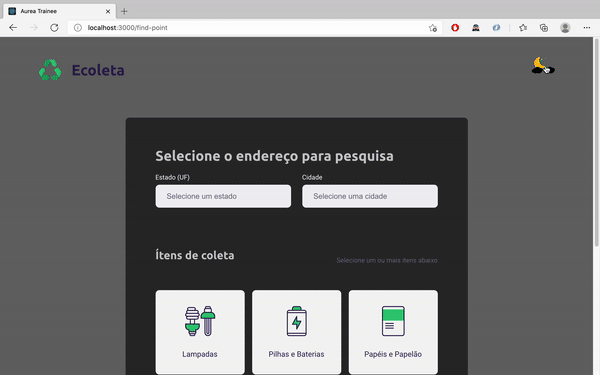 Aurea Trainee
localhost:3000/find-point
Ecoleta
Selecione o endereço para pesquisa
Estado (UF)
Cidade
Selecione um estado
Selecione uma cidade
Ítens de coleta
Selecione um ou mais itens abaixo
Lampadas
Pilhas e Baterias
Papéis e Papelão